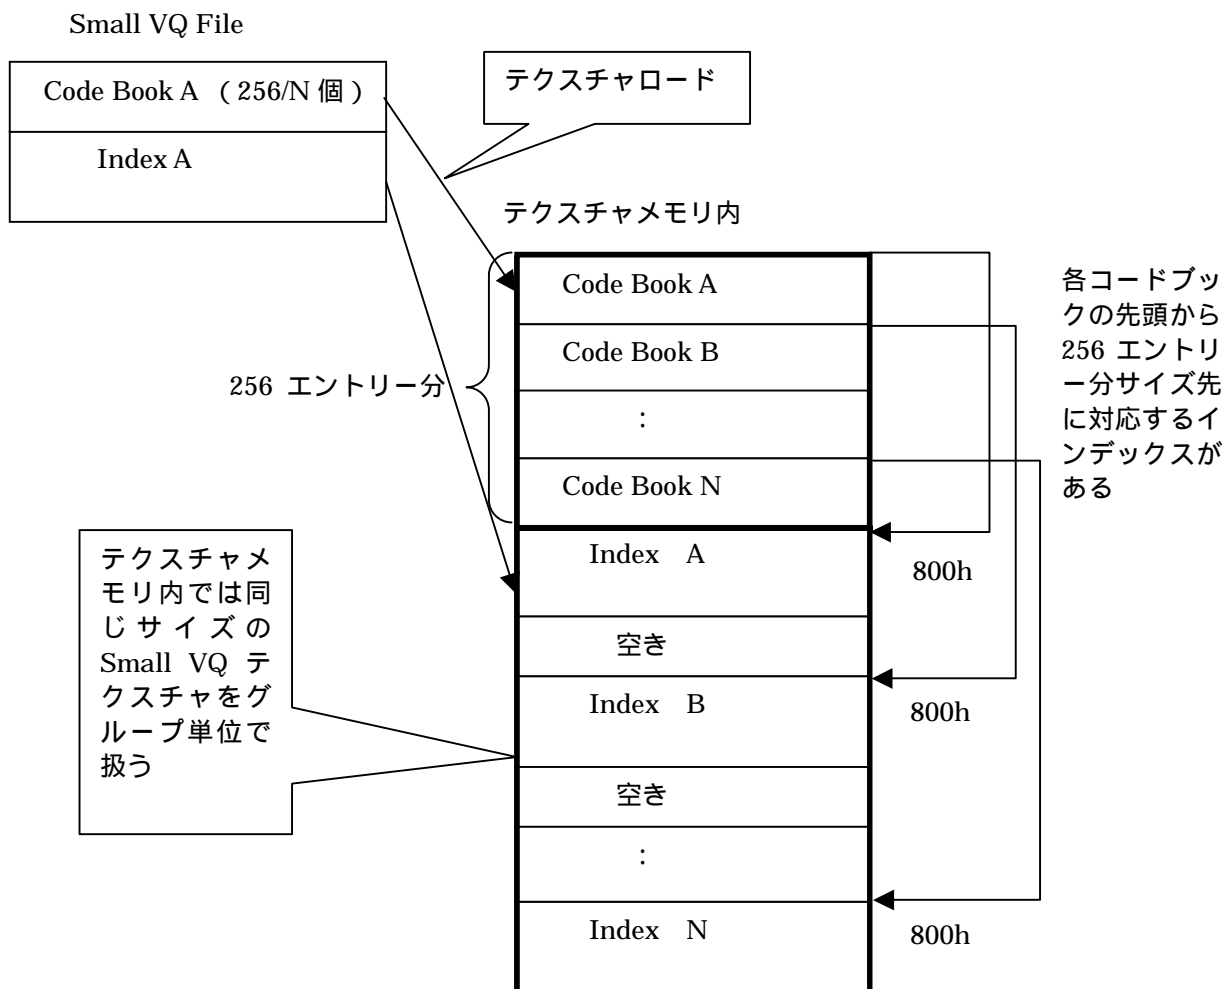 Small VQ File
Code Book A （256/N 個）
Index A
テクスチャロード
テクスチャメモリ内
Code Book A
Code Book B
：
Code Book N
256 エントリー分
各コードブッ
クの先頭から
256 エントリ
ー分サイズ先
に対応するイ
ンデックスが
ある
Index A
800h
空き
Index B
800h
空き
：
Index N
800h
テクスチャメ
モリ内では同
じサイズの
Small VQ テ
クスチャをグ
ループ単位で
扱う